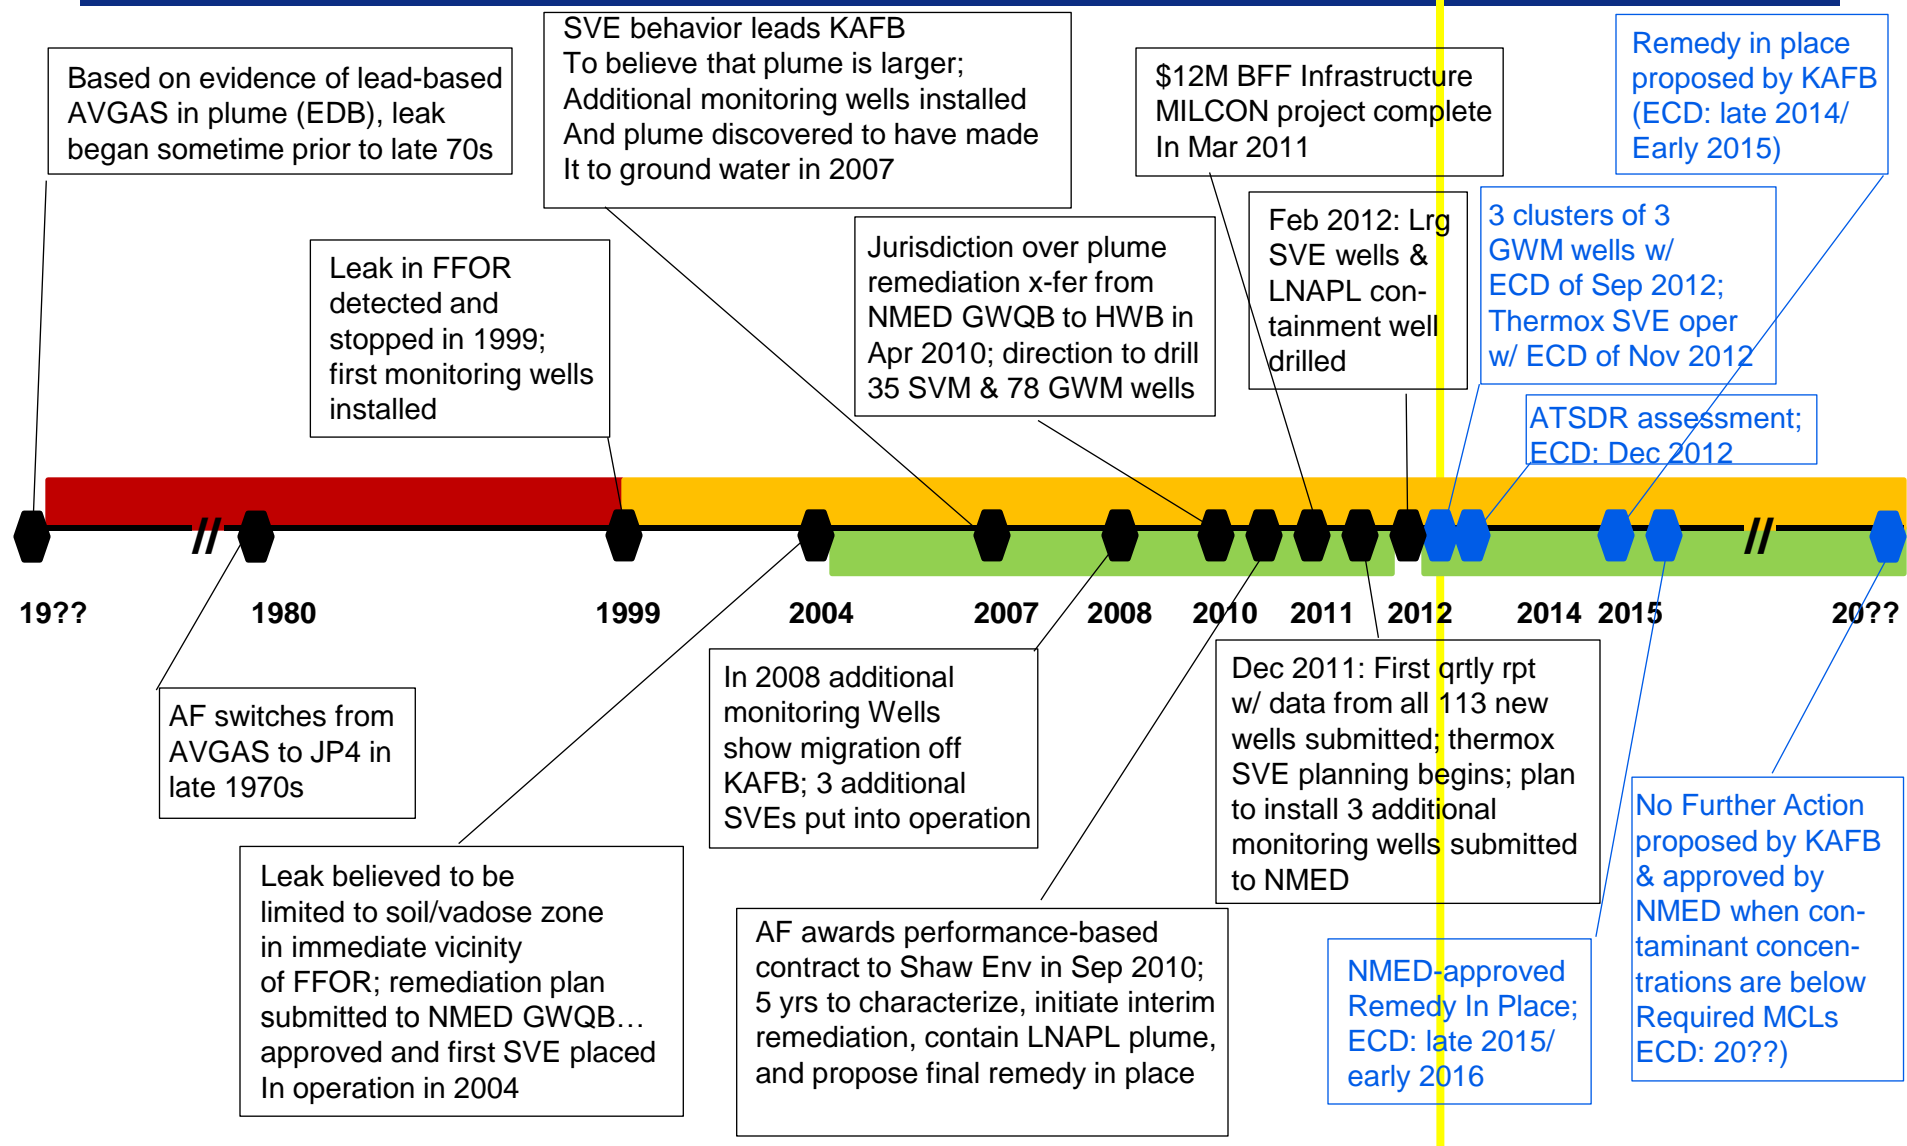 Based on evidence of lead-based
AVGAS in plume (EDB), leak
began sometime prior to late 70s
SVE behavior leads KAFB
To believe that plume is larger;
Additional monitoring wells installed
And plume discovered to have made
It to ground water in 2007
$12M BFF Infrastructure
MILCON project complete
In Mar 2011
Remedy in place
proposed by KAFB
(ECD: late 2014/
Early 2015)
Leak in FFOR
detected and
stopped in 1999;
first monitoring wells
installed
Jurisdiction over plume
remediation x-fer from
NMED GWQB to HWB in
Apr 2010; direction to drill
35 SVM & 78 GWM wells
Feb 2012: Lrg
SVE wells &
LNAPL con-
tainment well
drilled
3 clusters of 3
GWM wells w/
ECD of Sep 2012;
Thermox SVE oper
w/ ECD of Nov 2012
ATSDR assessment;
ECD: Dec 2012
// //
19?? 1980 1999 2004 2007 2008 2010 2011 2012 2014 2015 20??
AF switches from
AVGAS to JP4 in
late 1970s
Leak believed to be
limited to soil/vadose zone
in immediate vicinity
of FFOR; remediation plan
submitted to NMED GWQB…
approved and first SVE placed
In operation in 2004
In 2008 additional
monitoring Wells
show migration off
KAFB; 3 additional
SVEs put into operation
AF awards performance-based
contract to Shaw Env in Sep 2010;
5 yrs to characterize, initiate interim
remediation, contain LNAPL plume,
and propose final remedy in place
Dec 2011: First qrtly rpt
w/ data from all 113 new
wells submitted; thermox
SVE planning begins; plan
to install 3 additional
monitoring wells submitted
to NMED
NMED-approved
Remedy In Place;
ECD: late 2015/
early 2016
No Further Action
proposed by KAFB
& approved by
NMED when con-
taminant concen-
trations are below
Required MCLs
ECD: 20??)